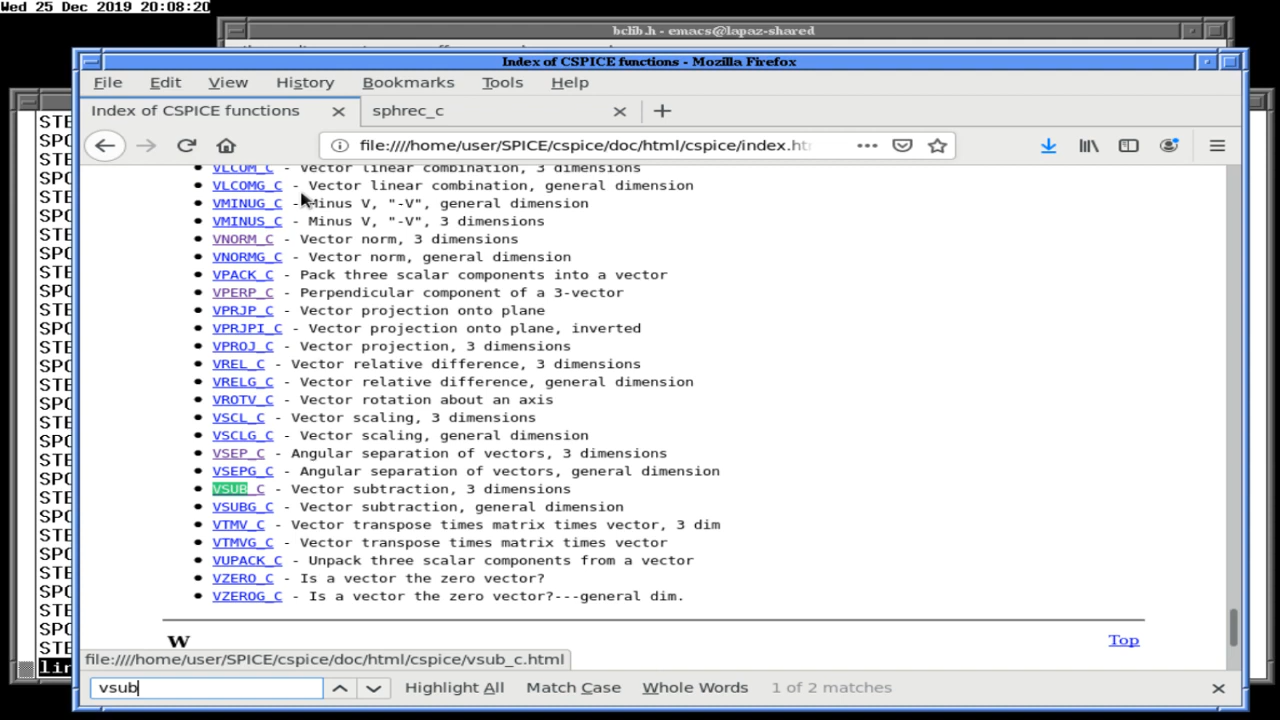 Wed 25 Dec 2019 20:08:20
bclib.h - emacs@lapaz-shared
Index of CSPICE functions - Mozilla Firefox
File Edit View History Bookmarks Tools Help
Index of CSPICE functions
sphrec_c
file:////home/user/SPICE/cspice/doc/html/cspice/index.ht
VLCOM_C - Vector linear combination, 3 dimensions
VLCOMG_C - Vector linear combination, general dimension
VMINUG_C - Minus V, "-V", general dimension
VMINUS_C - Minus V, "-V", 3 dimensions
VNORM_C - Vector norm, 3 dimensions
VNORMG_C - Vector norm, general dimension
VPACK_C - Pack three scalar components into a vector
VPERP_C - Perpendicular component of a 3-vector
VPRJP_C - Vector projection onto plane
VPRJPI_C - Vector projection onto plane, inverted
VPROJ_C - Vector projection, 3 dimensions
VREL_C - Vector relative difference, 3 dimensions
VRELG_C - Vector relative difference, general dimension
VROTV_C - Vector rotation about an axis
VSCL_C - Vector scaling, 3 dimensions
VSCLG_C - Vector scaling, general dimension
VSEP_C - Angular separation of vectors, 3 dimensions
VSEPG_C - Angular separation of vectors, general dimension
VSUB_C - Vector subtraction, 3 dimensions
VSUBG_C - Vector subtraction, general dimension
VTMV_C - Vector transpose times matrix times vector, 3 dim
VTMVG_C - Vector transpose times matrix times vector
VUPACK_C - Unpack three scalar components from a vector
VZERO_C - Is a vector the zero vector?
VZEROG_C - Is a vector the zero vector?---general dim.
W
Top
file:////home/user/SPICE/cspice/doc/html/cspice/vsub_c.html
vsub
Highlight All Match Case Whole Words 1 of 2 matches